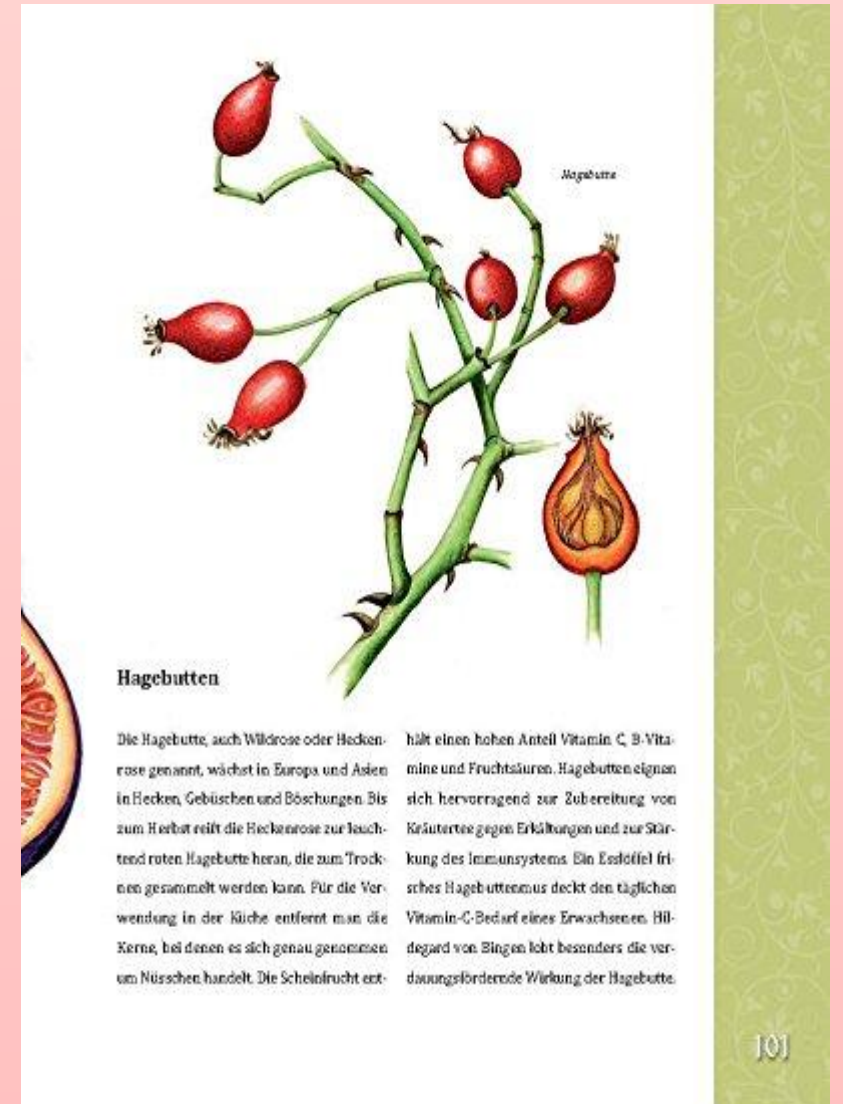 Hagebutte
Hagebutten
Die Hagebutte, auch Wildrose oder Hecken-
rose genannt, wächst in Europa und Asien
in Hecken, Gebüschen und Böschungen. Bis
zum Herbst reift die Heckenrose zur leuch-
tend roten Hagebutte heran, die zum Trock-
nen gesammelt werden kann. Für die Ver-
wendung in der Küche entfernt man die
Kerne, bei denen es sich genau genommen
um Nüsschen handelt. Die Scheinfrucht ent-
hält einen hohen Anteil Vitamin C, B-Vita-
mine und Fruchtsäuren. Hagebutten eignen
sich hervorragend zur Zubereitung von
Kräutertee gegen Erkältungen und zur Stär-
kung des Immunsystems. Ein Esslöffel fri-
sches Hagebuttenmus deckt den täglichen
Vitamin-C-Bedarf eines Erwachsenen. Hil-
degard von Bingen lobt besonders die ver-
dauungsfördernde Wirkung der Hagebutte.
101